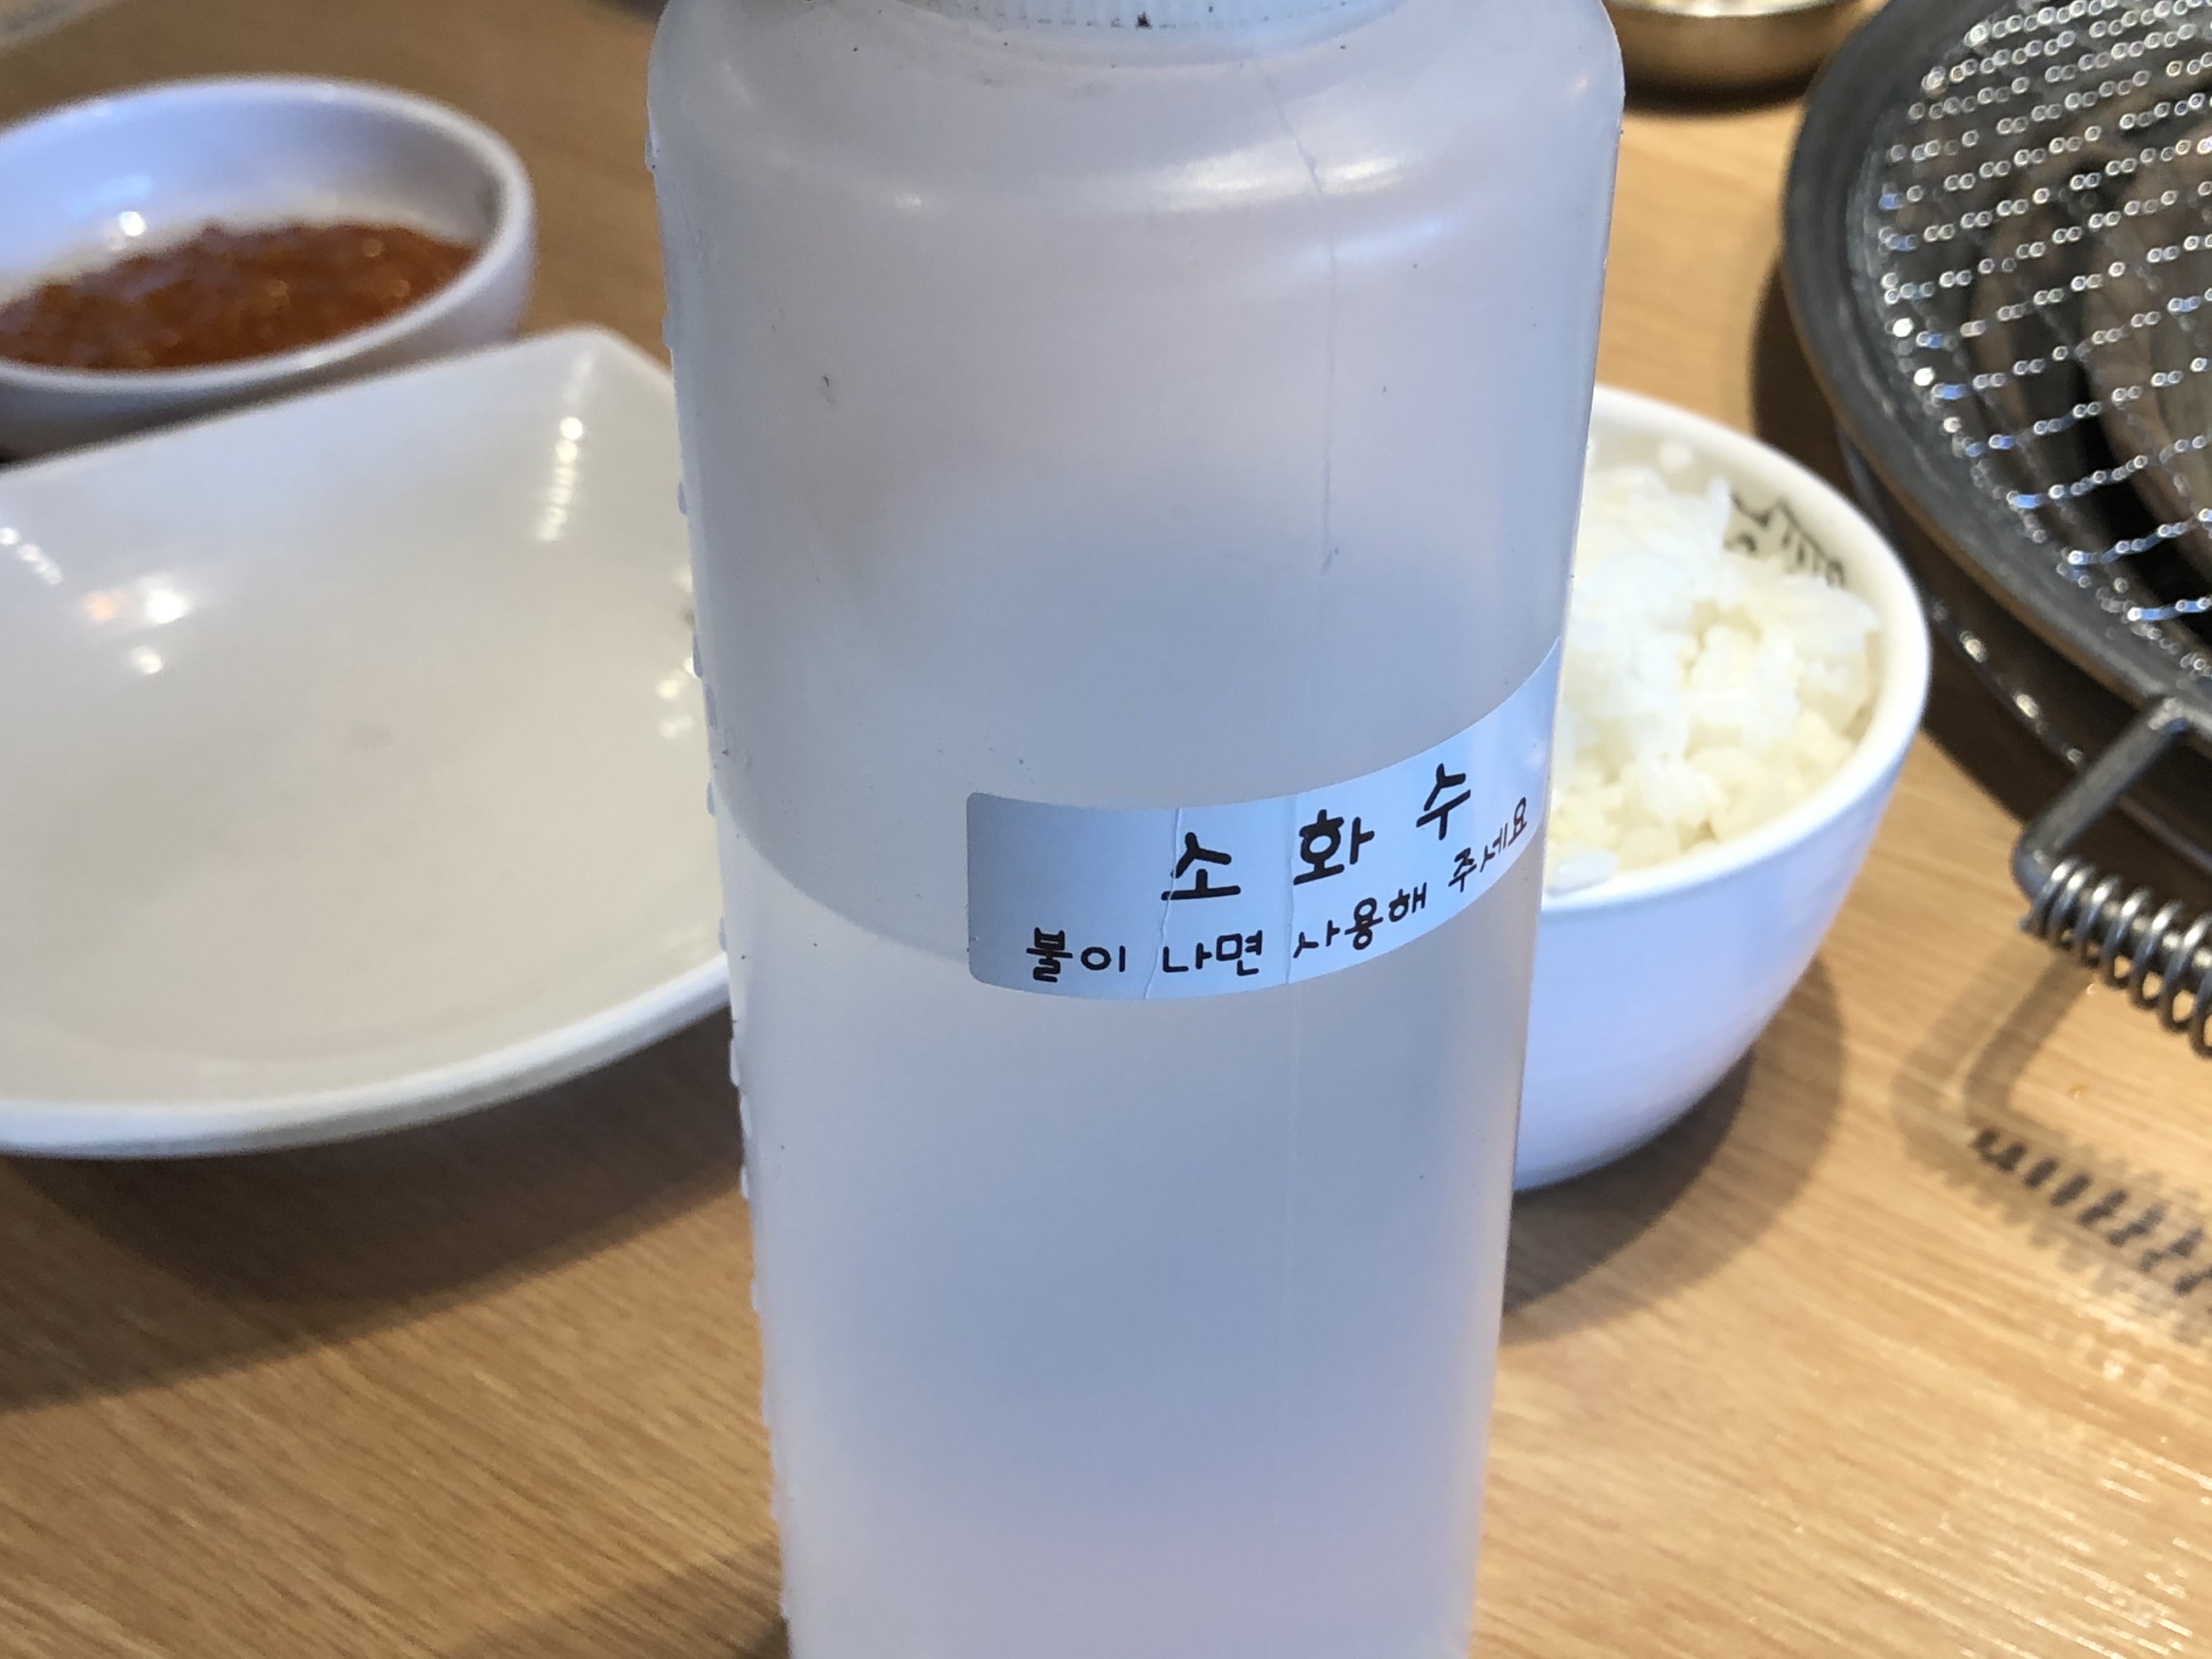 소 화 수
불이 나면 사용해 주세요